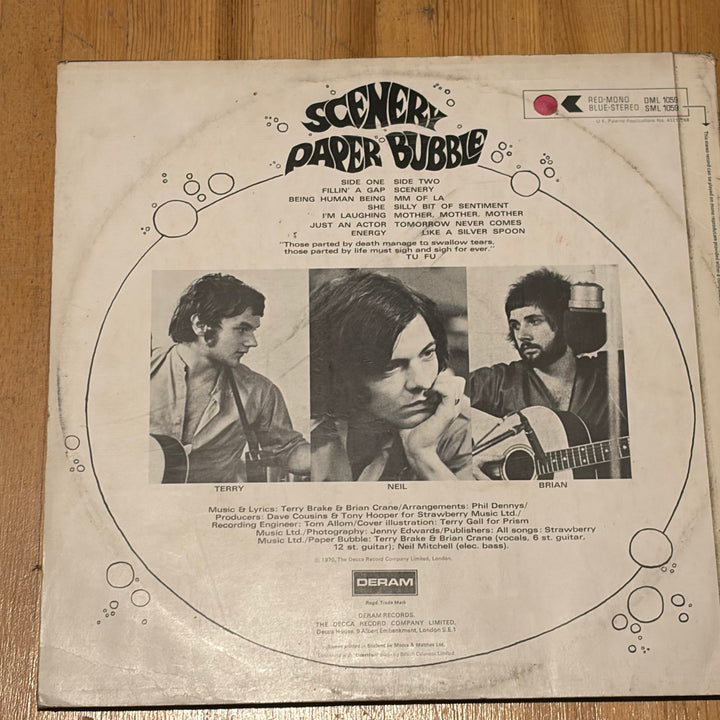 SCENERY
PAPER BUBBLE
RED-MONO DML 1059
BLUE-STEREO SML 1059
SIDE ONE SIDE TWO
FILLIN' A GAP SCENERY
BEING HUMAN BEING MM OF LA
SHE SILLY BIT OF SENTIMENT
I'M LAUGHING MOTHER, MOTHER, MOTHER
JUST AN ACTOR TOMORROW NEVER COMES
ENERGY LIKE A SILVER SPOON
"Those parted by death manage to swallow tears,
those parted by life must sigh and sigh for ever."
TU FU
TERRY NEIL BRIAN
Music & Lyrics: Terry Brake & Brian Crane/Arrangements: Phil Dennys/
Producers: Dave Cousins & Tony Hooper for Strawberry Music Ltd./
Recording Engineer: Tom Allom/Cover illustration: Terry Gall for Prism
Music Ltd./Photography: Jenny Edwards/Publishers: All songs: Strawberry
Music Ltd./Paper Bubble: Terry Brake & Brian Crane (vocals, 6 st. guitar,
12 st. guitar); Neil Mitchell (elec. bass).
© 1970, The Decca Record Company Limited, London.
DERAM
Regd. Trade Mark
DERAM RECORDS,
THE DECCA RECORD COMPANY LIMITED,
Decca House, 9 Albert Embankment, London S.E.1